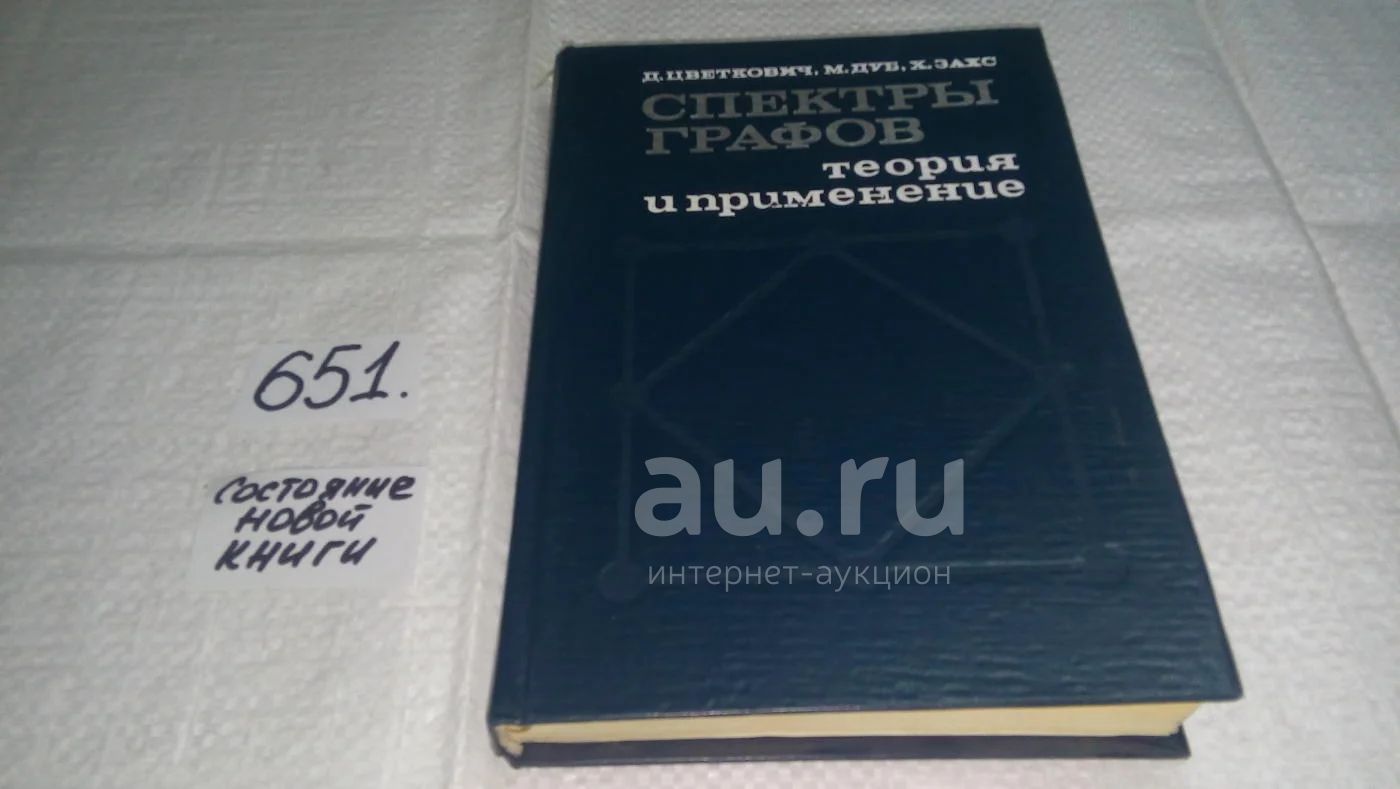 Д. ЦВЕТКОВИЧ, М. ДУБ, Х. ЗАХС
СПЕКТРЫ
ГРАФОВ
теория
и применение
651.
состояние
новой
книги
au.ru
интернет-аукцион